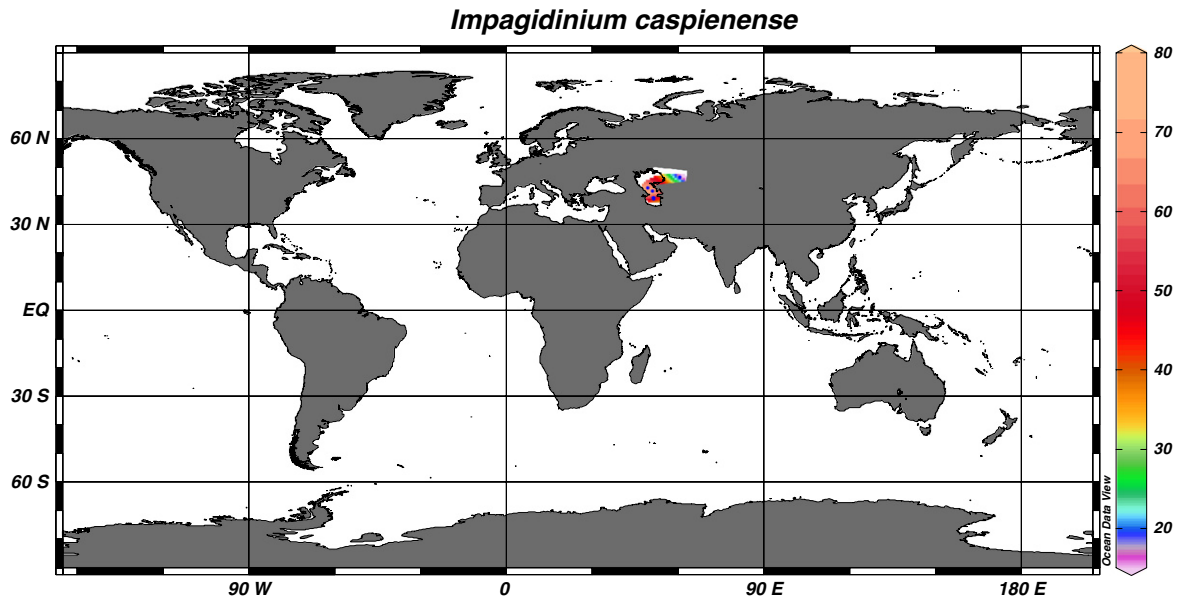 Impagidinium caspienense
80
70
60
50
40
30
20
60 N
30 N
EQ
30 S
60 S
90 W
0
90 E
180 E
Ocean Data View